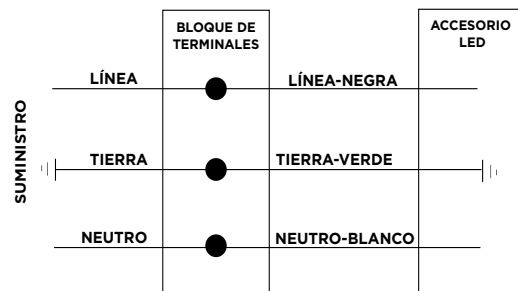 BLOQUE DE
TERMINALES
ACCESORIO
LED
SUMINISTRO
LÍNEA
LÍNEA-NEGRA
TIERRA
TIERRA-VERDE
NEUTRO
NEUTRO-BLANCO